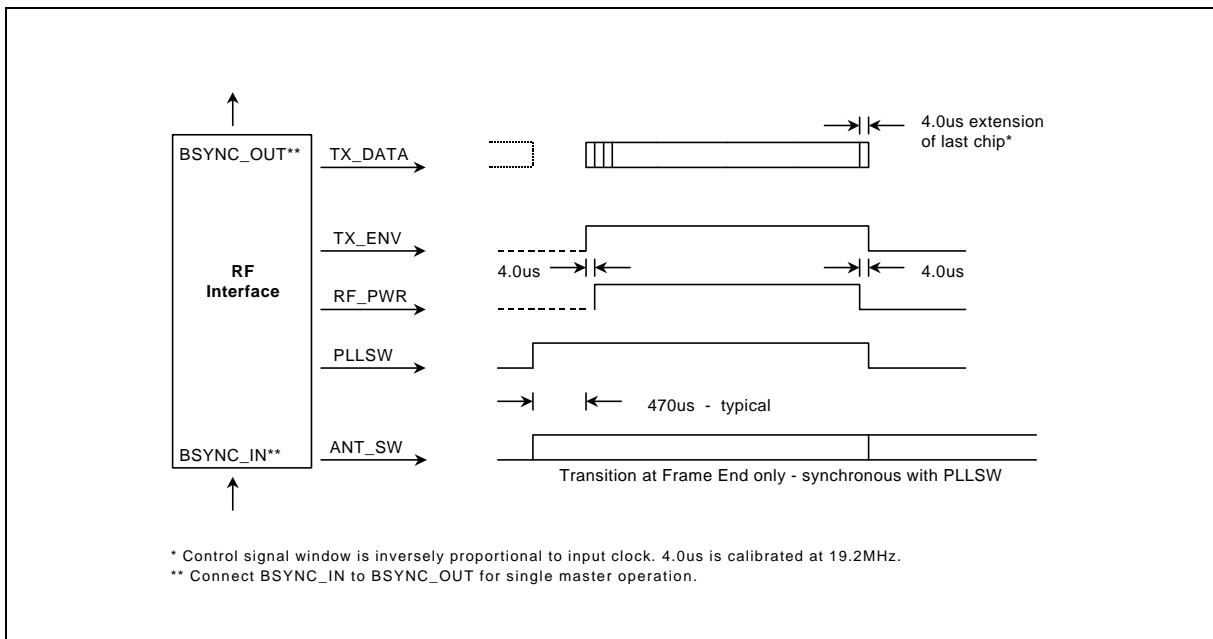 4.0us extension
of last chip*
BSYNC_OUT**
TX_DATA
TX_ENV
RF
Interface
4.0us
4.0us
RF_PWR
PLLSW
470us - typical
BSYNC_IN**
ANT_SW
Transition at Frame End only - synchronous with PLLSW
* Control signal window is inversely proportional to input clock. 4.0us is calibrated at 19.2MHz.
** Connect BSYNC_IN to BSYNC_OUT for single master operation.